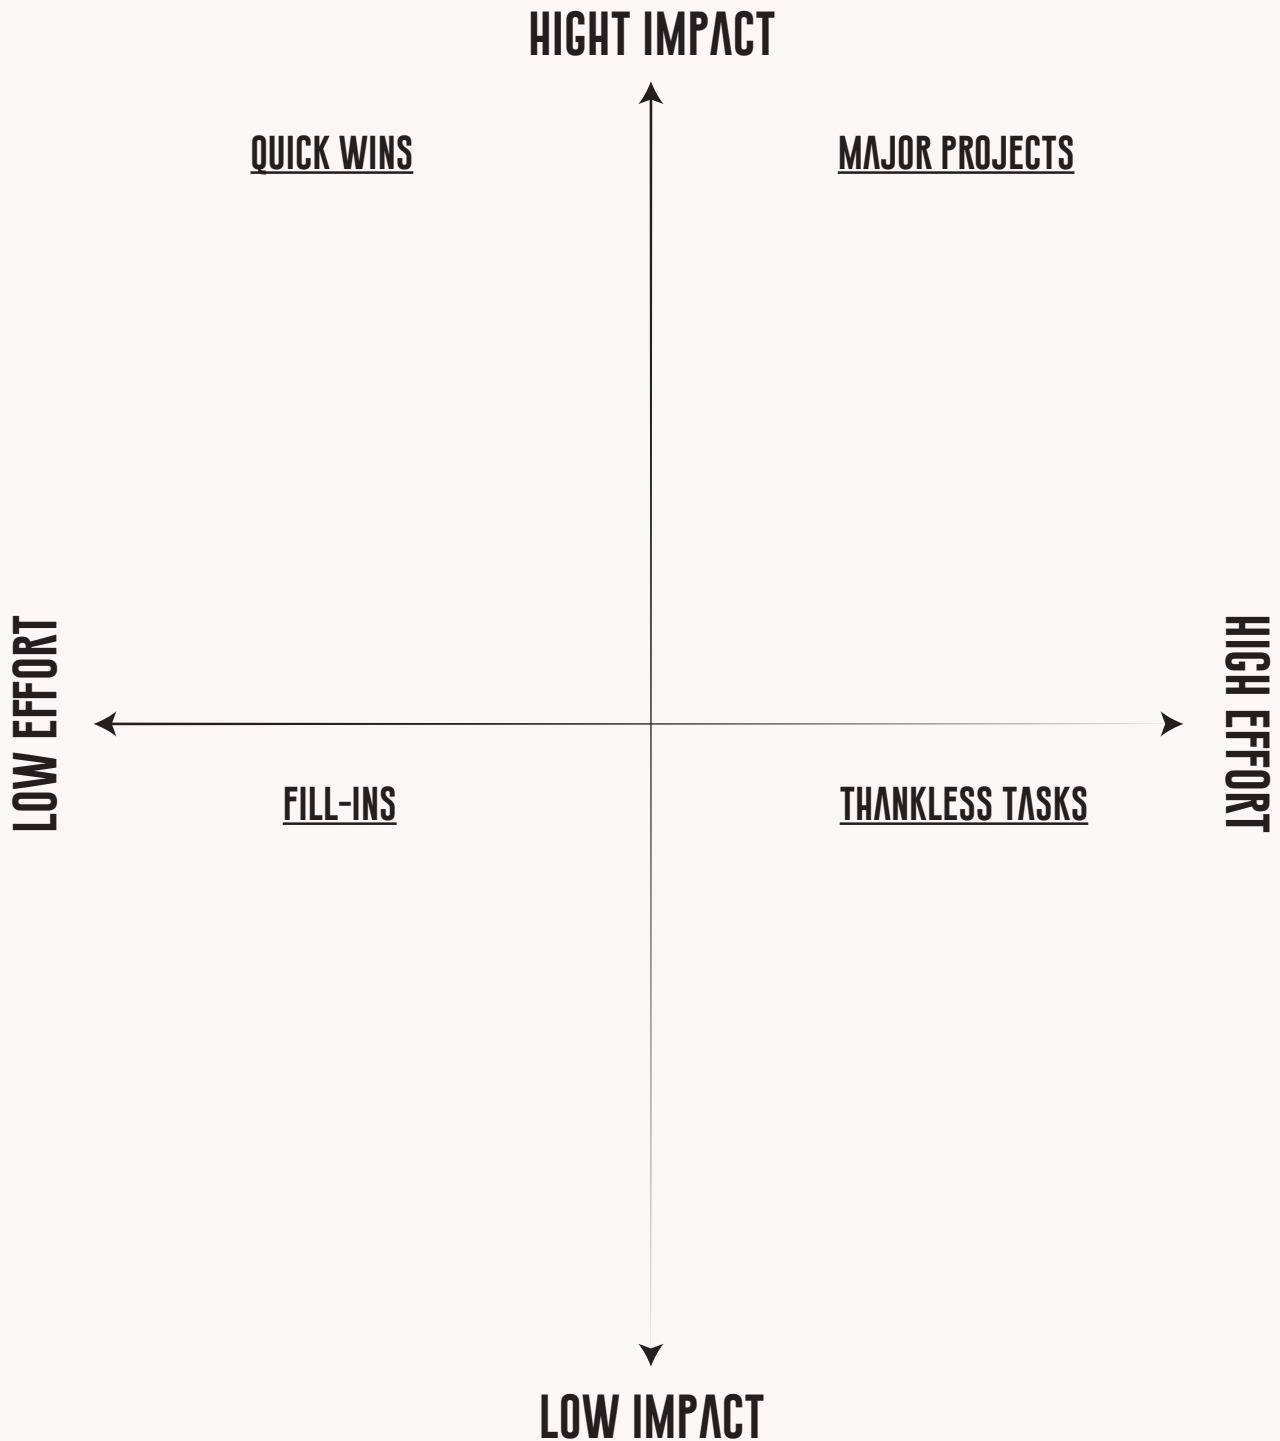 HIGHT IMPACT
QUICK WINS
MAJOR PROJECTS
LOW EFFORT
HIGH EFFORT
FILL-INS
THANKLESS TASKS
LOW IMPACT